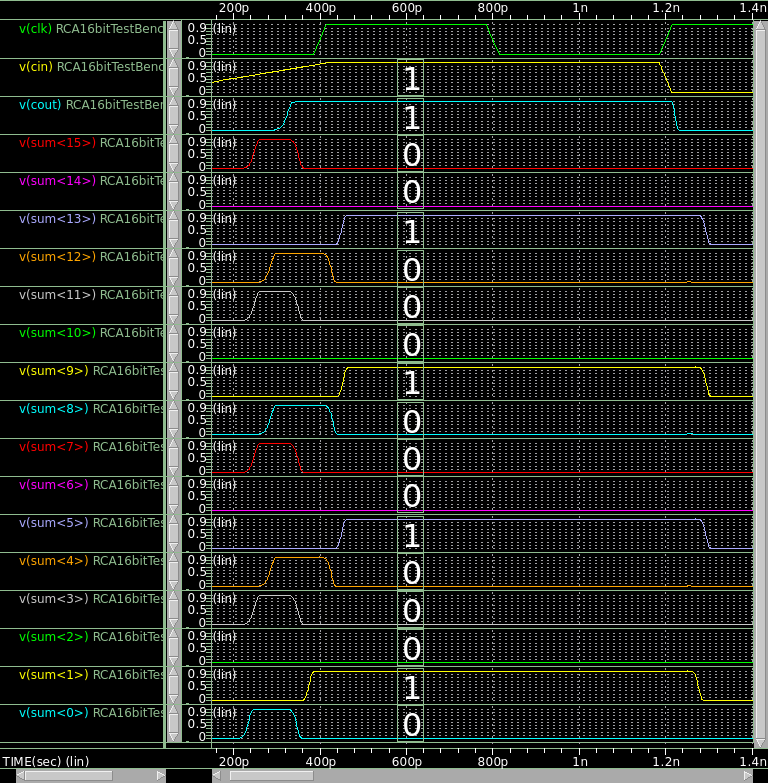 200p 400p 600p 800p 1n 1.2n 1.4n
v(clk) RCA16bitTestBenc 0.9 0.5 0 (lin)
v(cin) RCA16bitTestBenc 0.9 0.5 0 (lin) 1
v(cout) RCA16bitTestBer 0.9 0.5 0 (lin) 1
v(sum<15>) RCA16bitTe 0.9 0.5 0 (lin) 0
v(sum<14>) RCA16bitTe 0.9 0.5 0 (lin) 0
v(sum<13>) RCA16bitTe 0.9 0.5 0 (lin) 1
v(sum<12>) RCA16bitTe 0.9 0.5 0 (lin) 0
v(sum<11>) RCA16bitTe 0.9 0.5 0 (lin) 0
v(sum<10>) RCA16bitTe 0.9 0.5 0 (lin) 0
v(sum<9>) RCA16bitTes 0.9 0.5 0 (lin) 1
v(sum<8>) RCA16bitTes 0.9 0.5 0 (lin) 0
v(sum<7>) RCA16bitTes 0.9 0.5 0 (lin) 0
v(sum<6>) RCA16bitTes 0.9 0.5 0 (lin) 0
v(sum<5>) RCA16bitTes 0.9 0.5 0 (lin) 1
v(sum<4>) RCA16bitTes 0.9 0.5 0 (lin) 0
v(sum<3>) RCA16bitTes 0.9 0.5 0 (lin) 0
v(sum<2>) RCA16bitTes 0.9 0.5 0 (lin) 0
v(sum<1>) RCA16bitTes 0.9 0.5 0 (lin) 1
v(sum<0>) RCA16bitTes 0.9 0.5 0 (lin) 0
TIME(sec) (lin) 200p 400p 600p 800p 1n 1.2n 1.4n